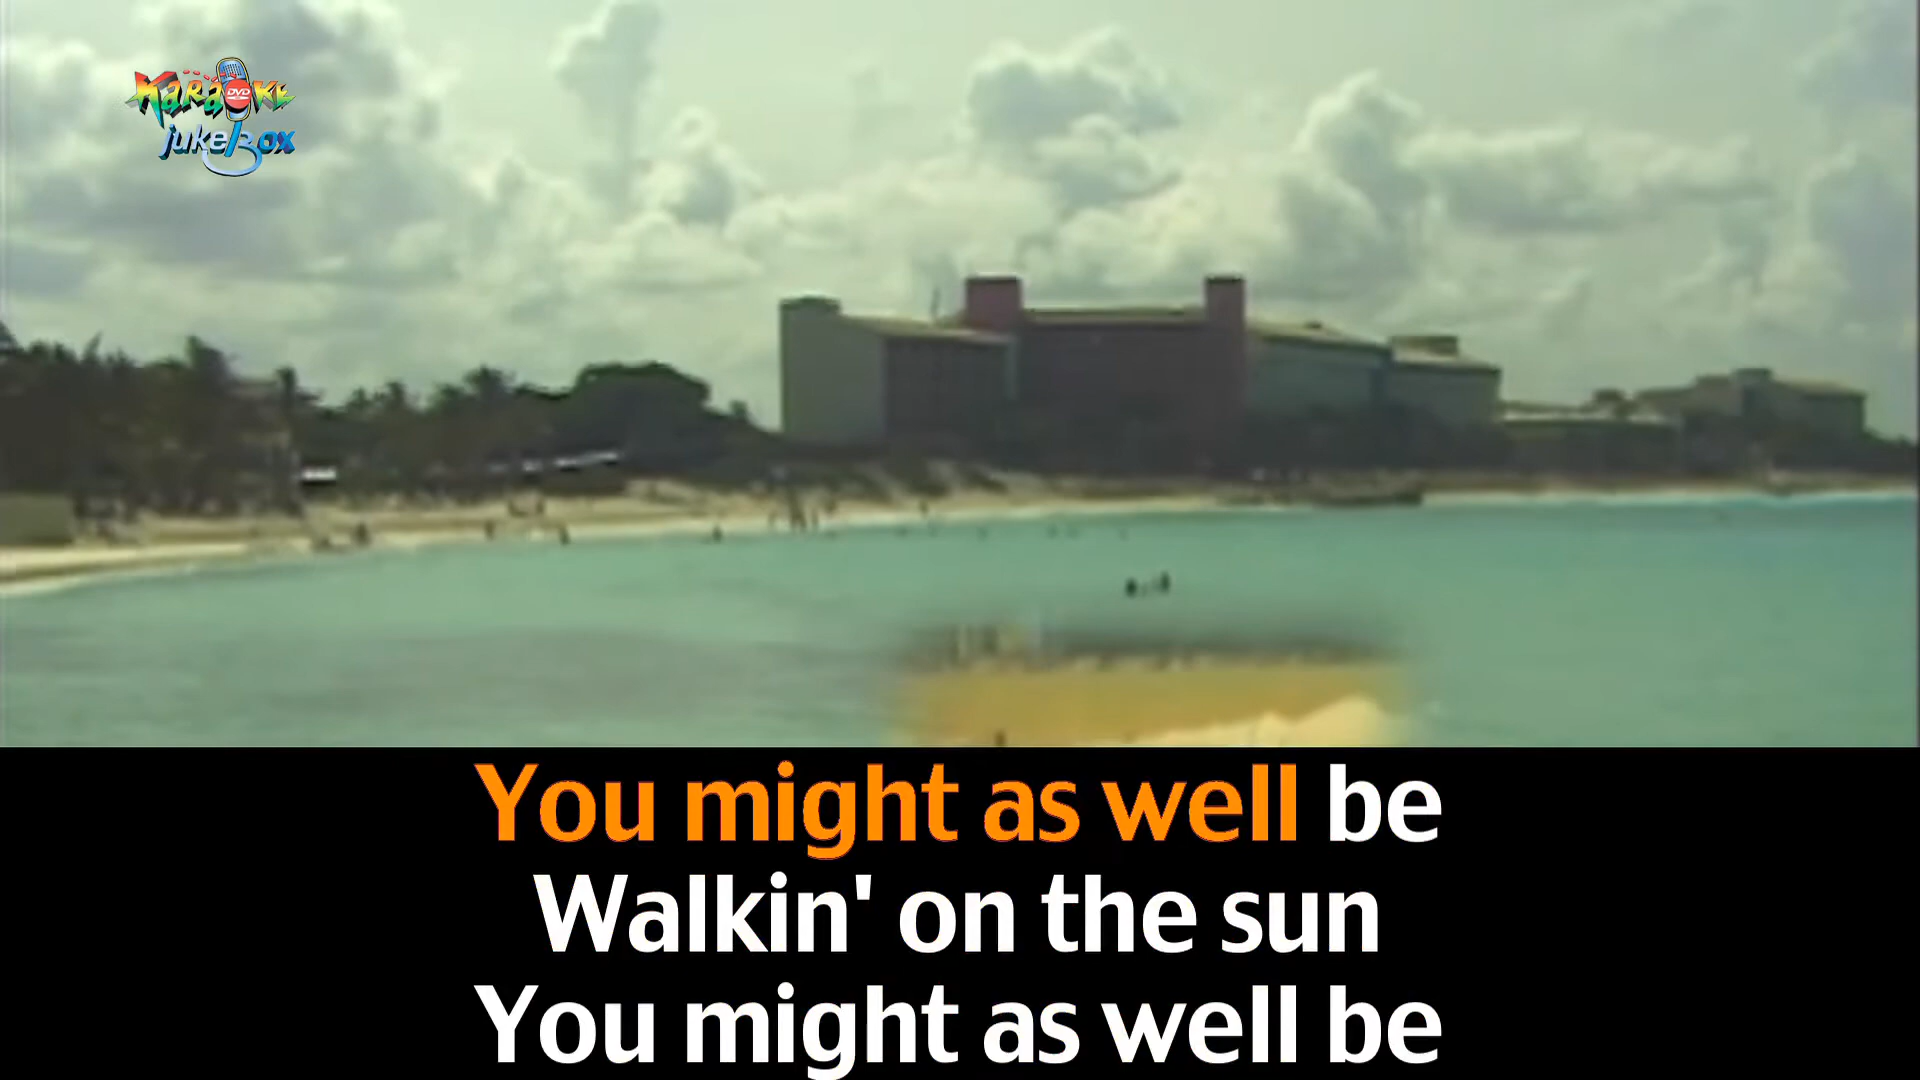 KaRaOKe
DVD
jukeBox
You might as well be
Walkin' on the sun
You might as well be